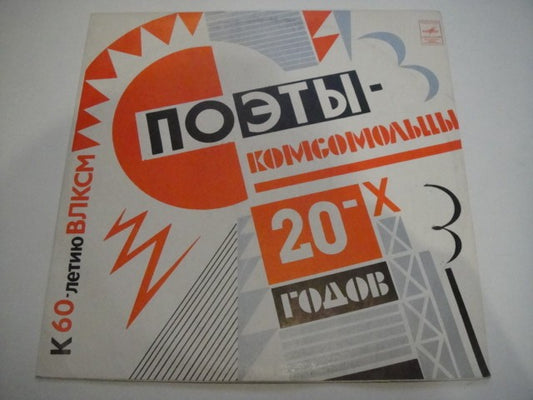 ПОЭТЫ-
КОМСОМОЛЬЦЫ
20-Х
ГОДОВ
К 60-летию ВЛКСМ